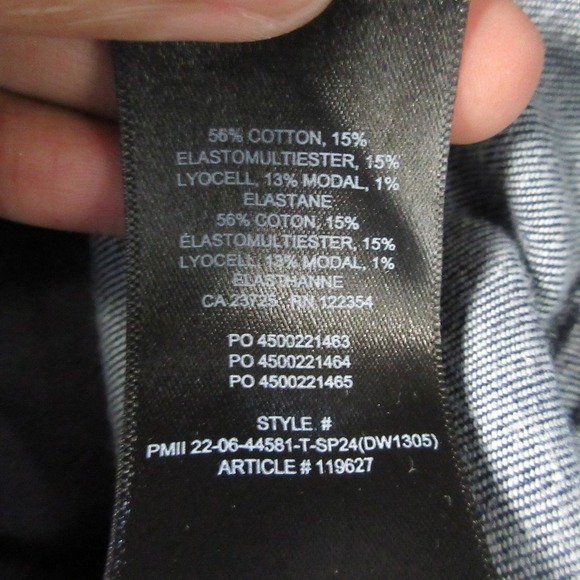 56% COTTON, 15%
ELASTOMULTIESTER, 15%
LYOCELL, 13% MODAL, 1%
ELASTANE
56% COTON, 15%
ÉLASTOMULTIESTER, 15%
LYOCELL, 13% MODAL, 1%
ÉLASTHANNE
CA 23725 RN 122354
PO 4500221463
PO 4500221464
PO 4500221465
STYLE #
PMII 22-06-44581-T-SP24(DW1305)
ARTICLE # 119627